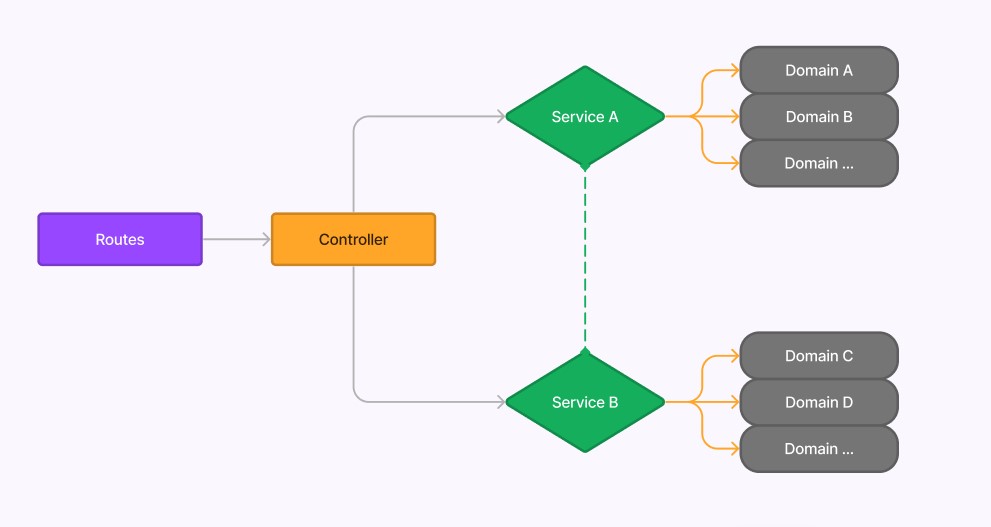 Routes
Controller
Service A
Domain A
Domain B
Domain ...
Service B
Domain C
Domain D
Domain ...